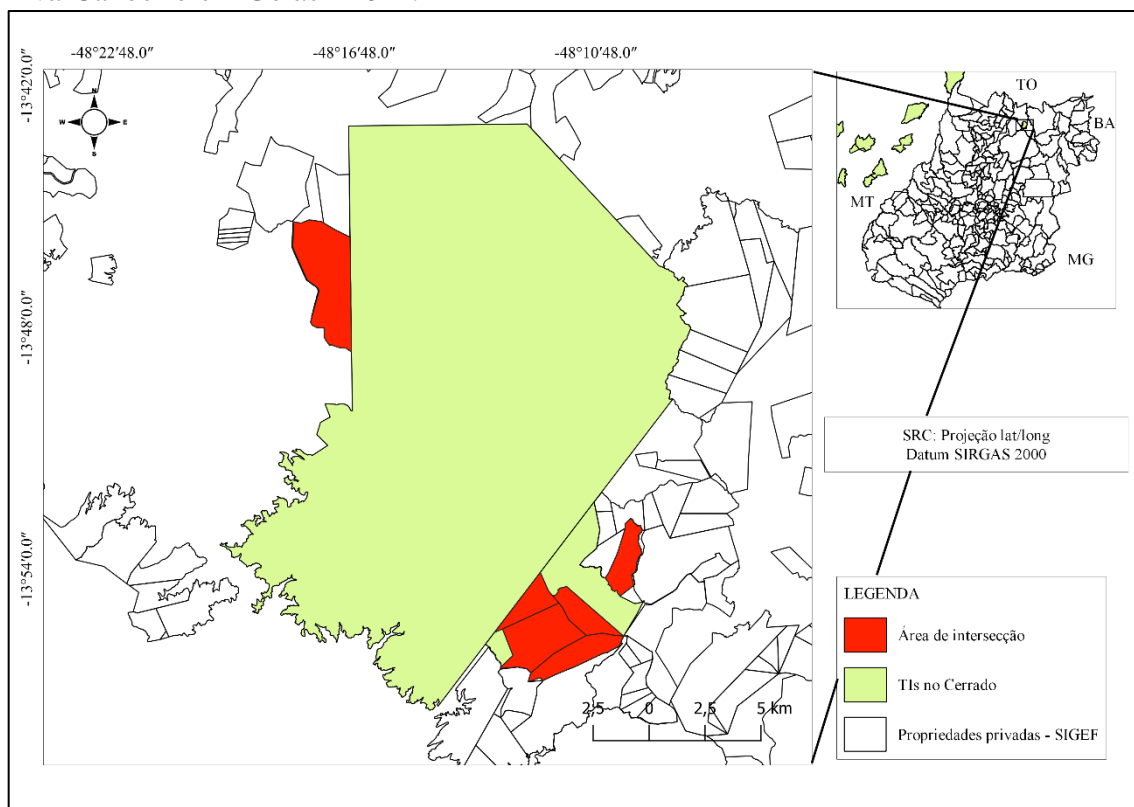 -48°22′48.0″ -48°16′48.0″ -48°10′48.0″
-13°42′0.0″
-13°48′0.0″
-13°54′0.0″
N
W E
S
TO
BA
MT
MG
SRC: Projeção lat/long
Datum SIRGAS 2000
LEGENDA
Área de intersecção
TIs no Cerrado
Propriedades privadas - SIGEF
2,5 0 2,5 5 km